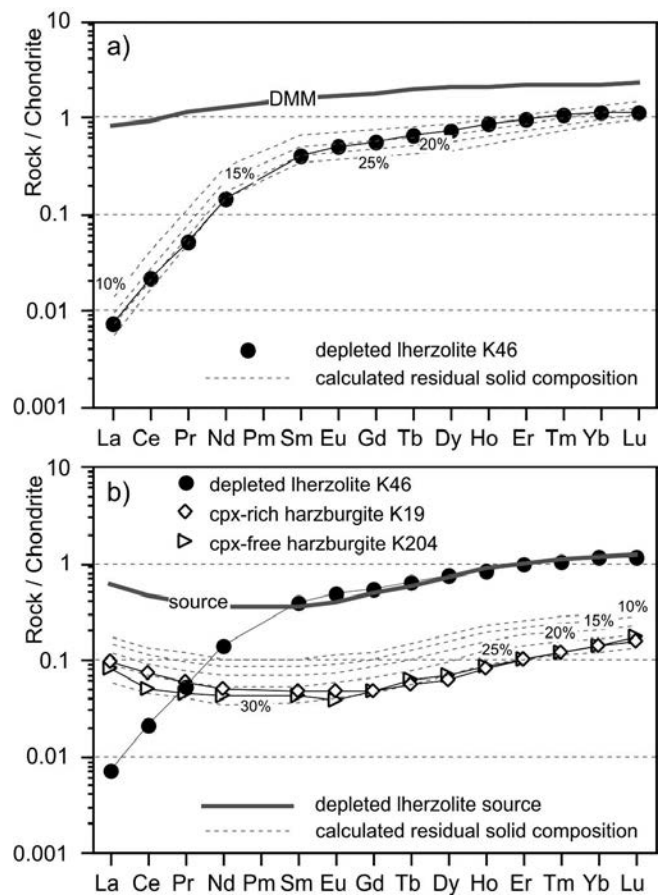 10
a)
DMM
1
Rock / Chondrite
15%
20%
25%
0.1
10%
0.01
depleted lherzolite K46
calculated residual solid composition
0.001
La Ce Pr Nd Pm Sm Eu Gd Tb Dy Ho Er Tm Yb Lu
10
b)
depleted lherzolite K46
cpx-rich harzburgite K19
cpx-free harzburgite K204
1
Rock / Chondrite
source
10%
15%
20%
25%
0.1
30%
0.01
depleted lherzolite source
calculated residual solid composition
0.001
La Ce Pr Nd Pm Sm Eu Gd Tb Dy Ho Er Tm Yb Lu